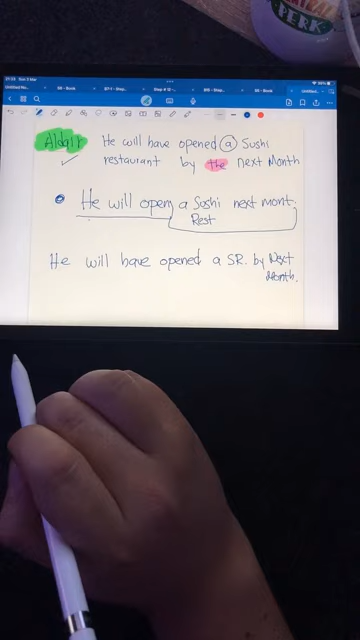 PERK
Aldair He will have opened a Sushi
restaurant by the next Month
He will open a Sushi next mont.
Rest
He will have opened a SR. by Next
Month.